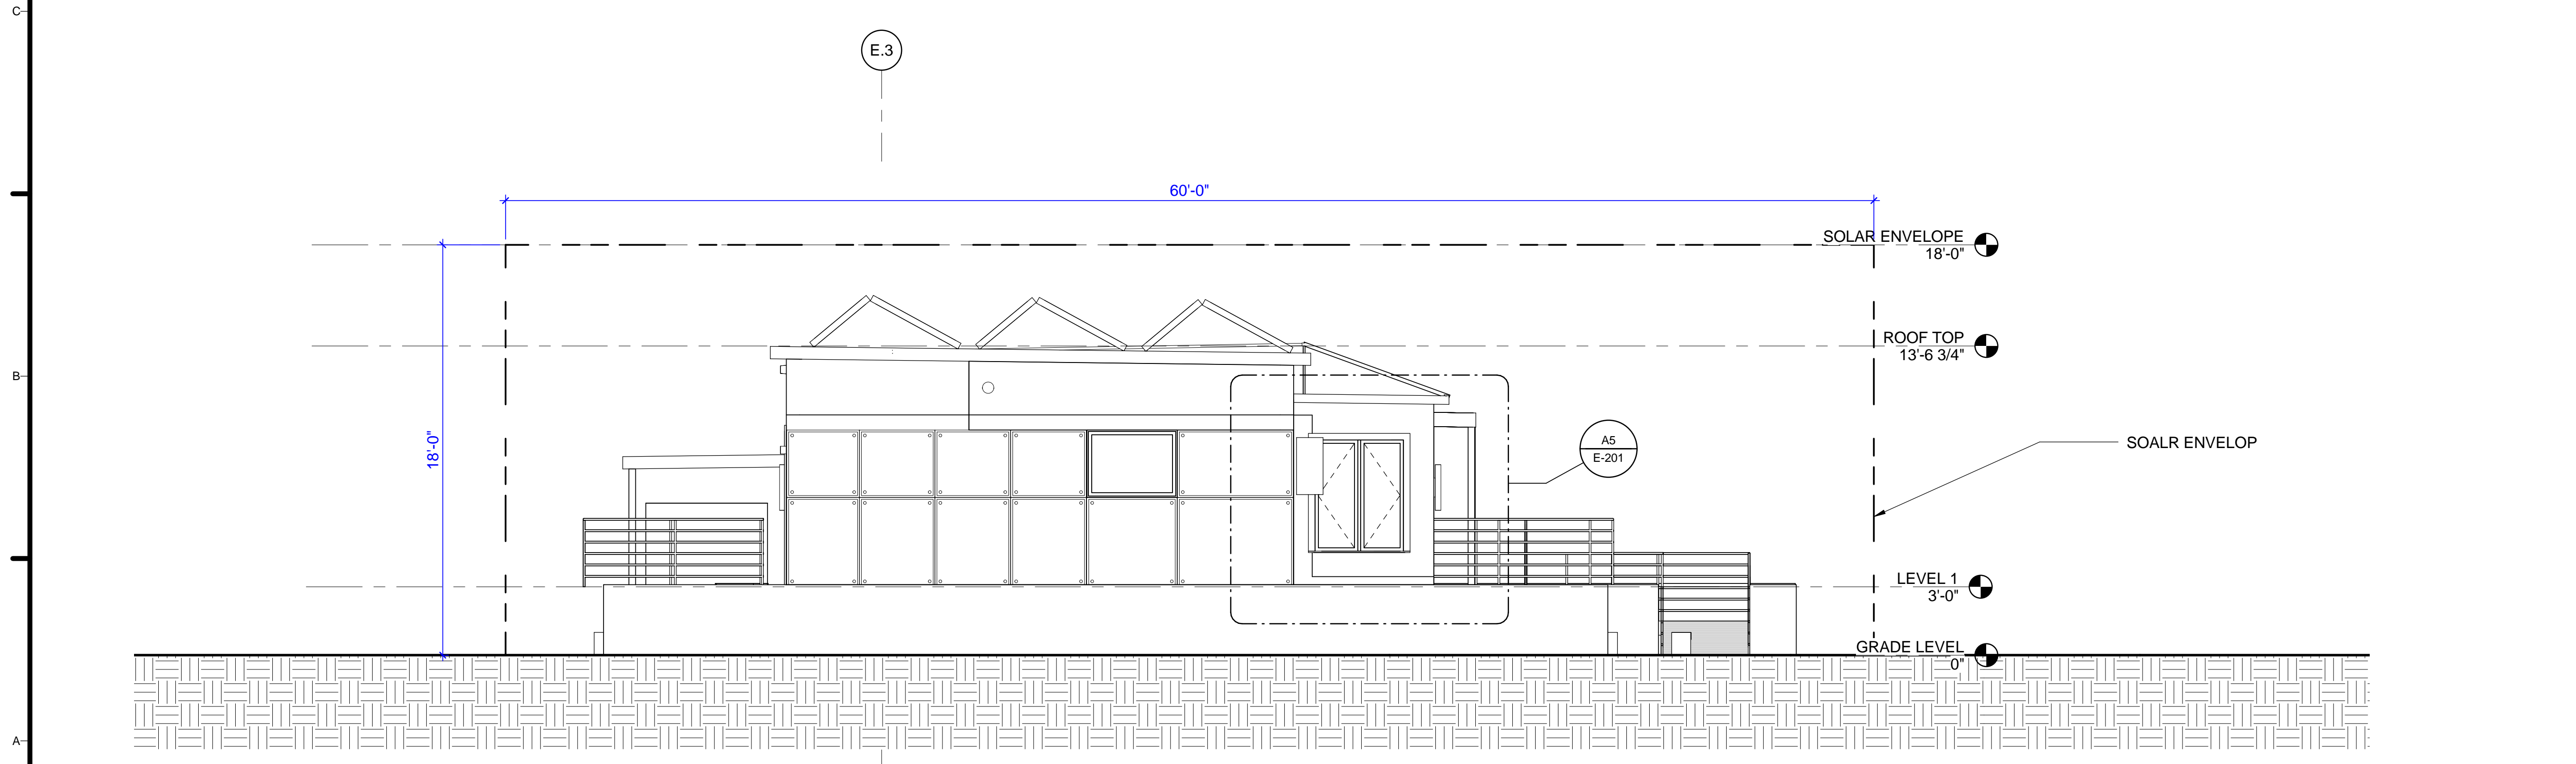 C
E.3
60'-0"
SOLAR ENVELOPE
18'-0"
ROOF TOP
13'-6 3/4"
B
18'-0"
A5
E-201
SOALR ENVELOP
LEVEL 1
3'-0"
GRADE LEVEL
0"
A